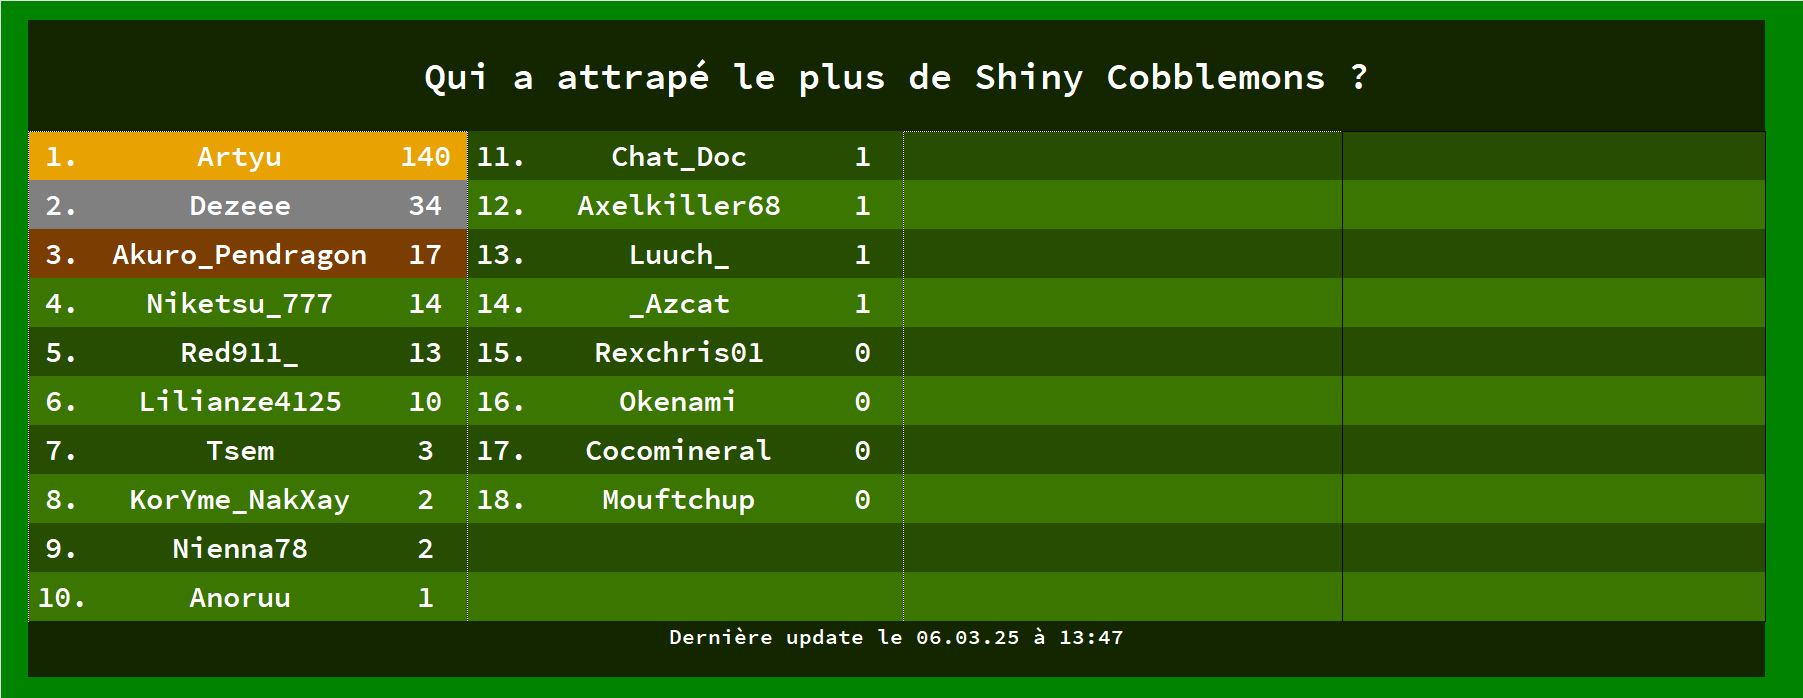 Qui a attrapé le plus de Shiny Cobblemons ?
1. Artyu 140
2. Dezeee 34
3. Akuro_Pendragon 17
4. Niketsu_777 14
5. Red911_ 13
6. Lilianze4125 10
7. Tsem 3
8. KorYme_NakXay 2
9. Nienna78 2
10. Anoruu 1
11. Chat_Doc 1
12. Axelkiller68 1
13. Luuch_ 1
14. _Azcat 1
15. Rexchris01 0
16. Okenami 0
17. Cocomineral 0
18. Mouftchup 0
Dernière update le 06.03.25 à 13:47